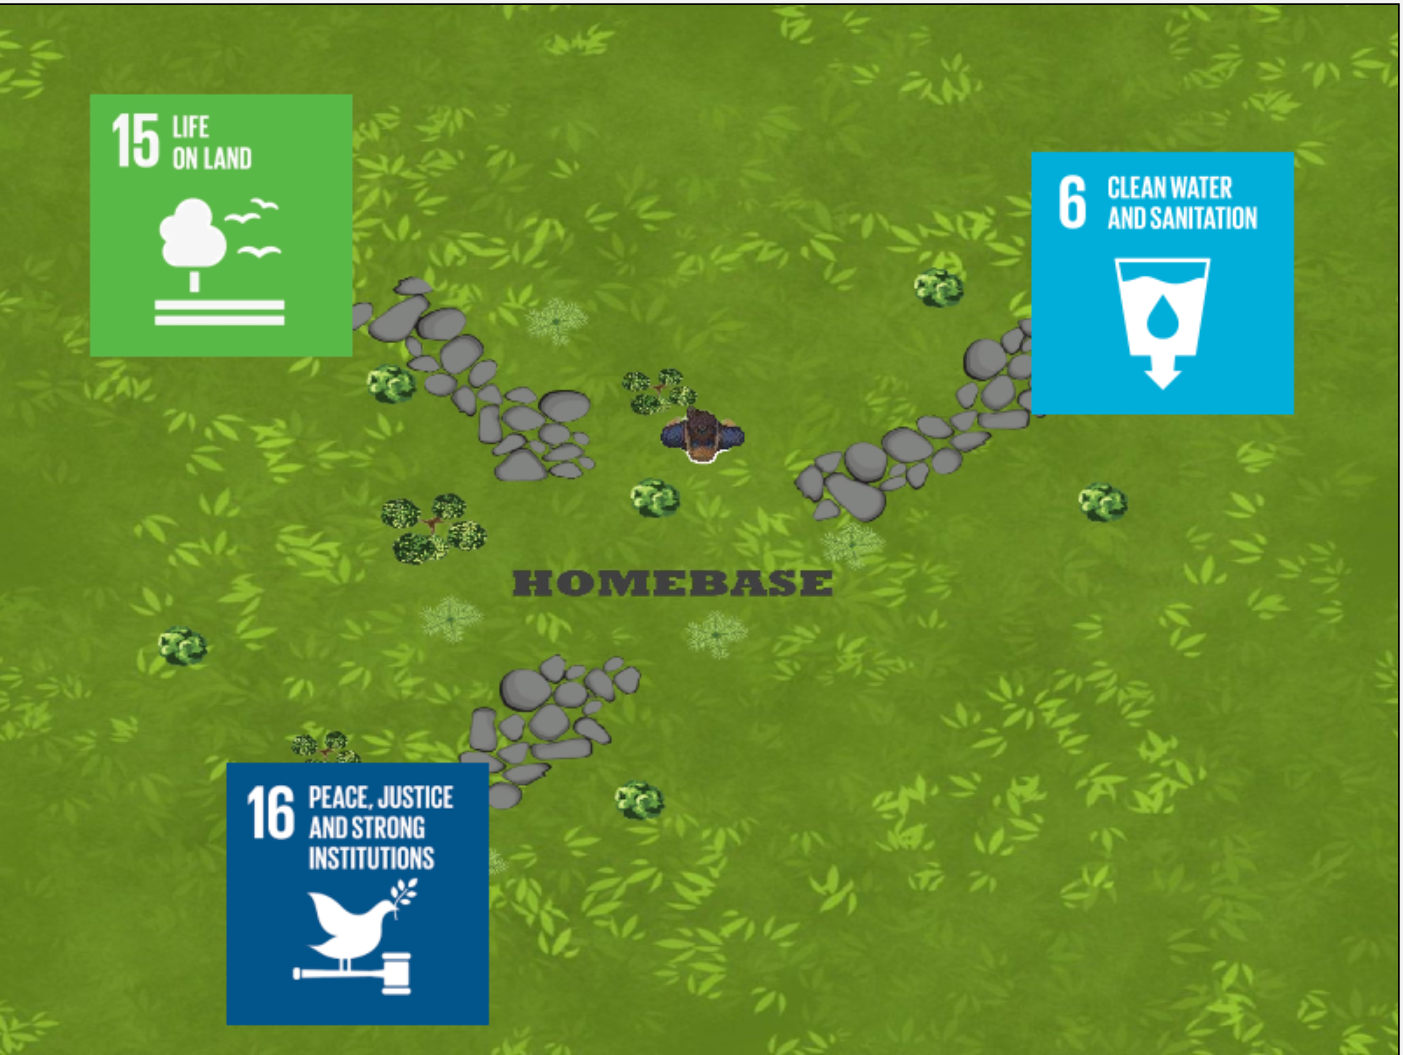 15 LIFE
ON LAND
6 CLEAN WATER
AND SANITATION
HOMEBASE
16 PEACE, JUSTICE
AND STRONG
INSTITUTIONS